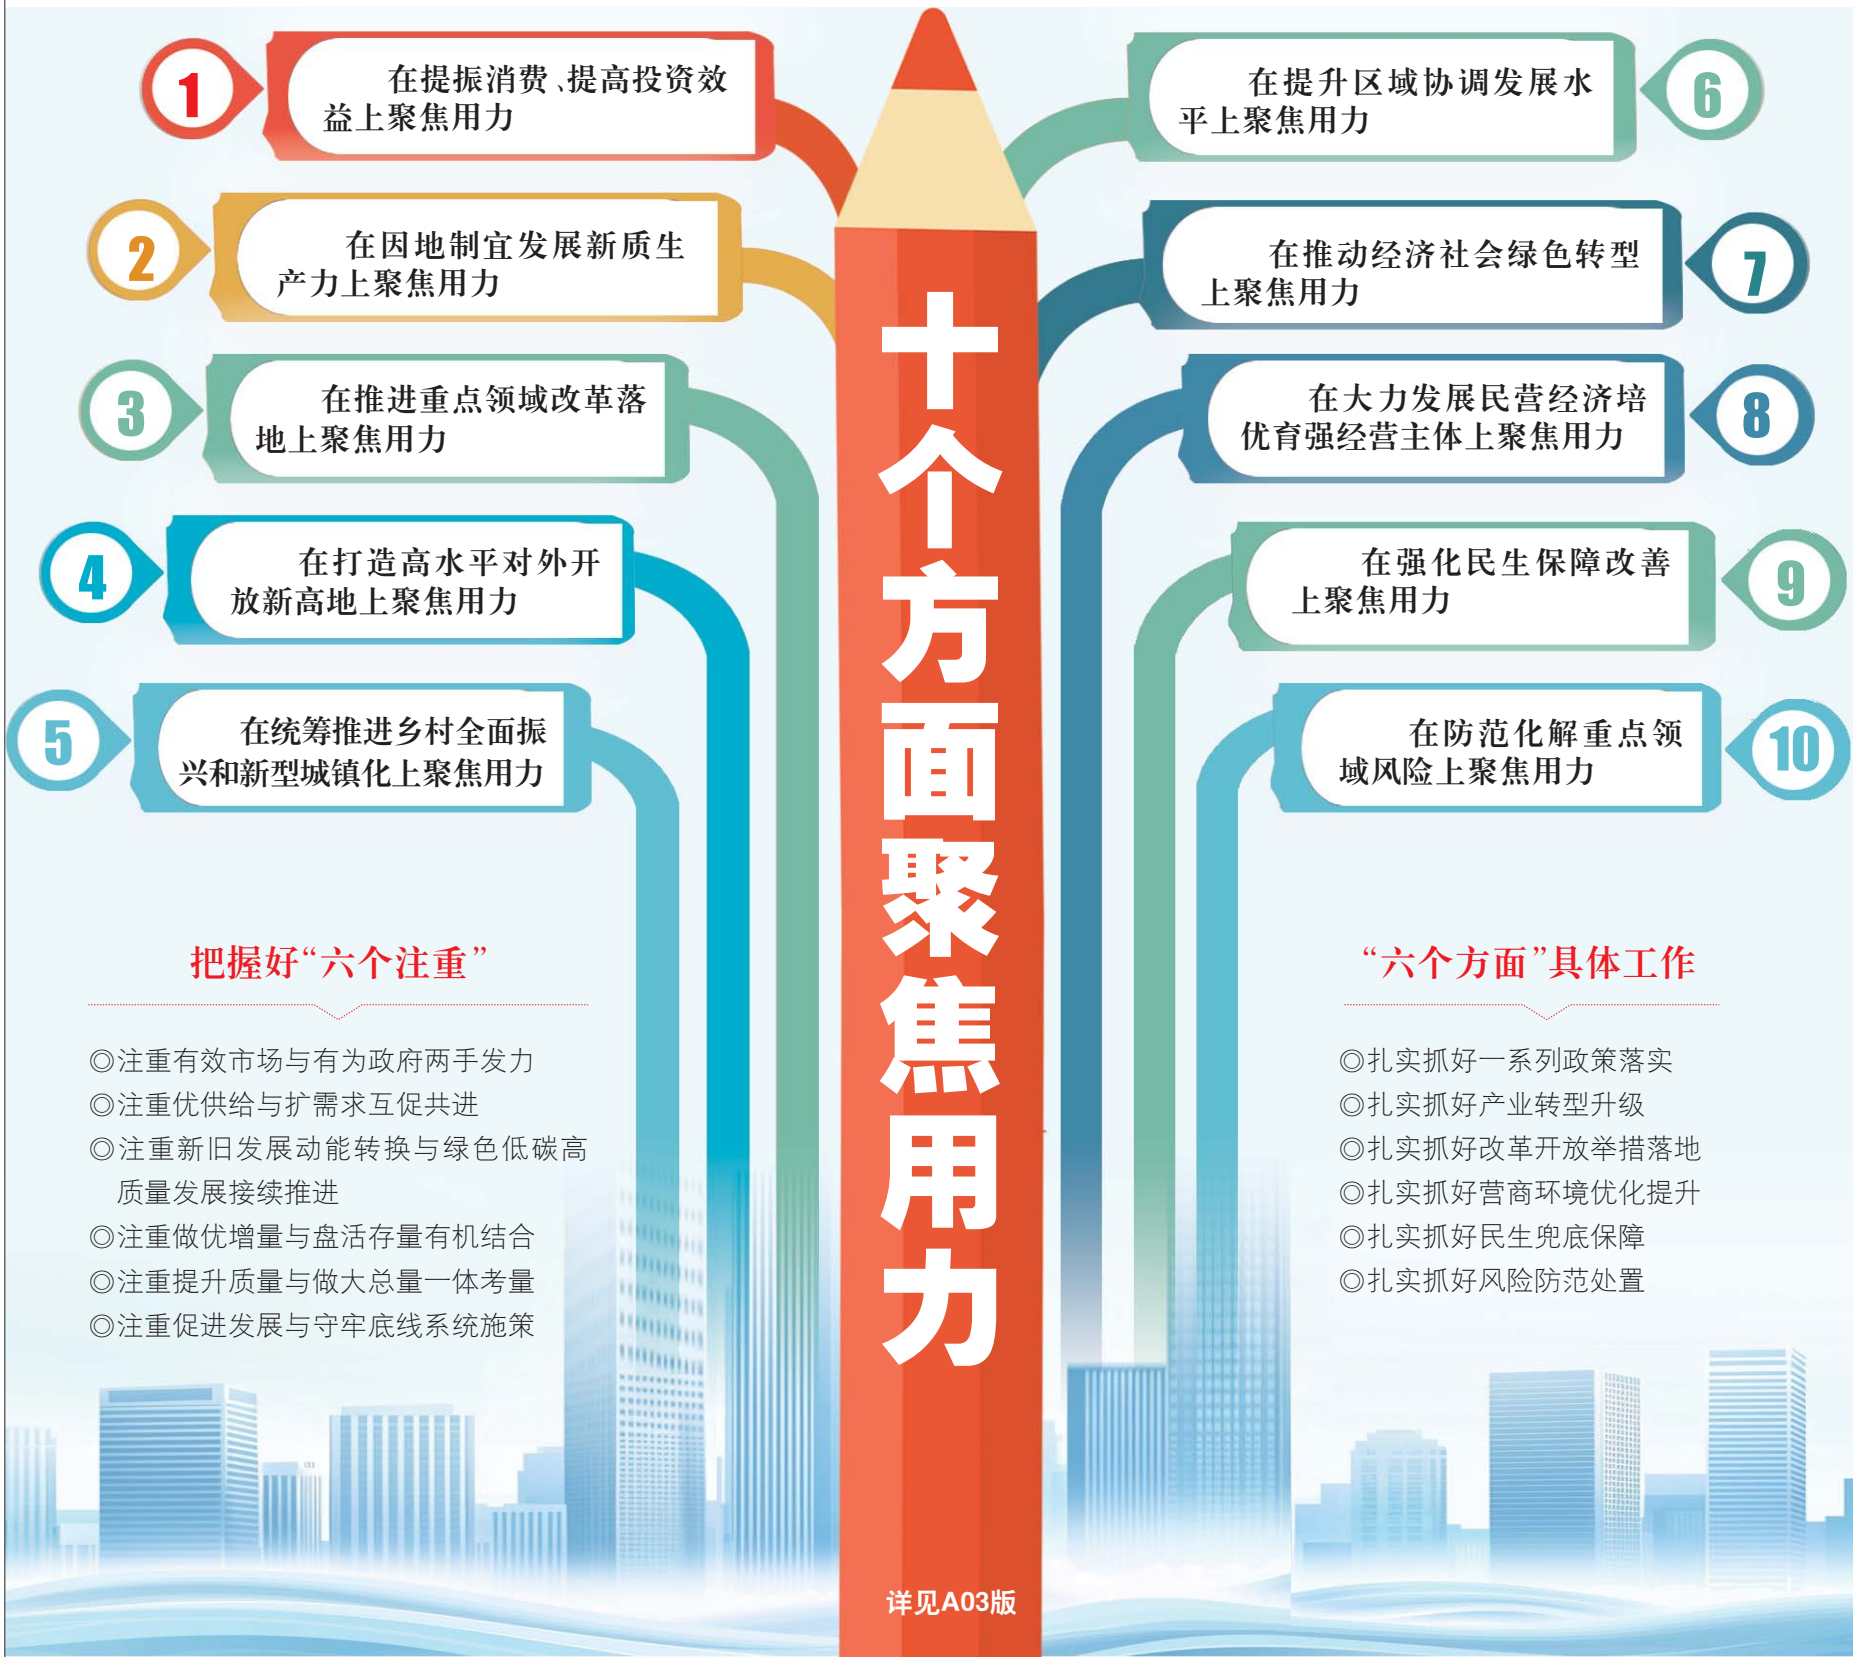 1
在提振消费、提高投资效
益上聚焦用力
2
在因地制宜发展新质生
产力上聚焦用力
3
在推进重点领域改革落
地上聚焦用力
4
在打造高水平对外开
放新高地上聚焦用力
5
在统筹推进乡村全面振
兴和新型城镇化上聚焦用力
十个方面聚焦用力
6
在提升区域协调发展水
平上聚焦用力
7
在推动经济社会绿色转型
上聚焦用力
8
在大力发展民营经济培
优育强经营主体上聚焦用力
9
在强化民生保障改善
上聚焦用力
10
在防范化解重点领
域风险上聚焦用力
把握好“六个注重”
◎注重有效市场与有为政府两手发力
◎注重优供给与扩需求互促共进
◎注重新旧发展动能转换与绿色低碳高
质量发展接续推进
◎注重做优增量与盘活存量有机结合
◎注重提升质量与做大总量一体考量
◎注重促进发展与守牢底线系统施策
“六个方面”具体工作
◎扎实抓好一系列政策落实
◎扎实抓好产业转型升级
◎扎实抓好改革开放举措落地
◎扎实抓好营商环境优化提升
◎扎实抓好民生兜底保障
◎扎实抓好风险防范处置
详见A03版